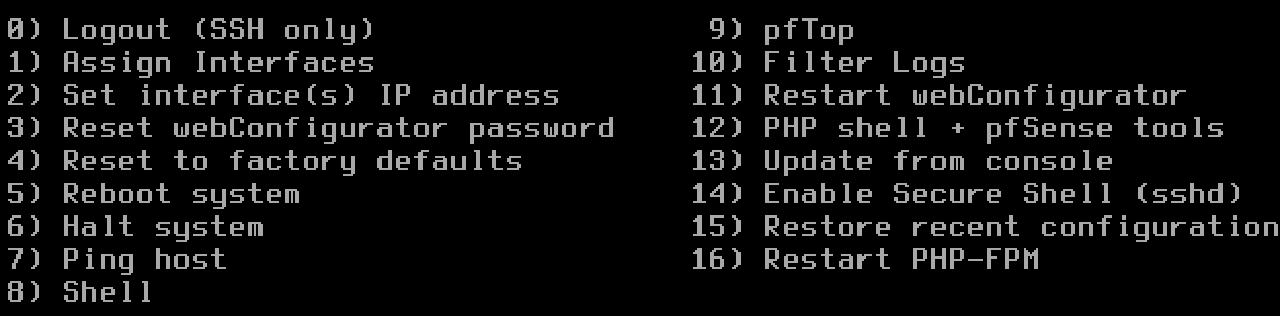 0) Logout (SSH only)                  9) pfTop
1) Assign Interfaces                 10) Filter Logs
2) Set interface(s) IP address       11) Restart webConfigurator
3) Reset webConfigurator password    12) PHP shell + pfSense tools
4) Reset to factory defaults         13) Update from console
5) Reboot system                     14) Enable Secure Shell (sshd)
6) Halt system                       15) Restore recent configuration
7) Ping host                         16) Restart PHP-FPM
8) Shell